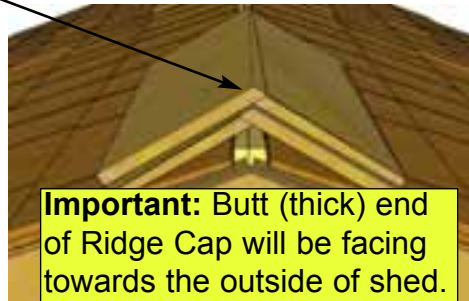 Important: Butt (thick) end
of Ridge Cap will be facing
towards the outside of shed.